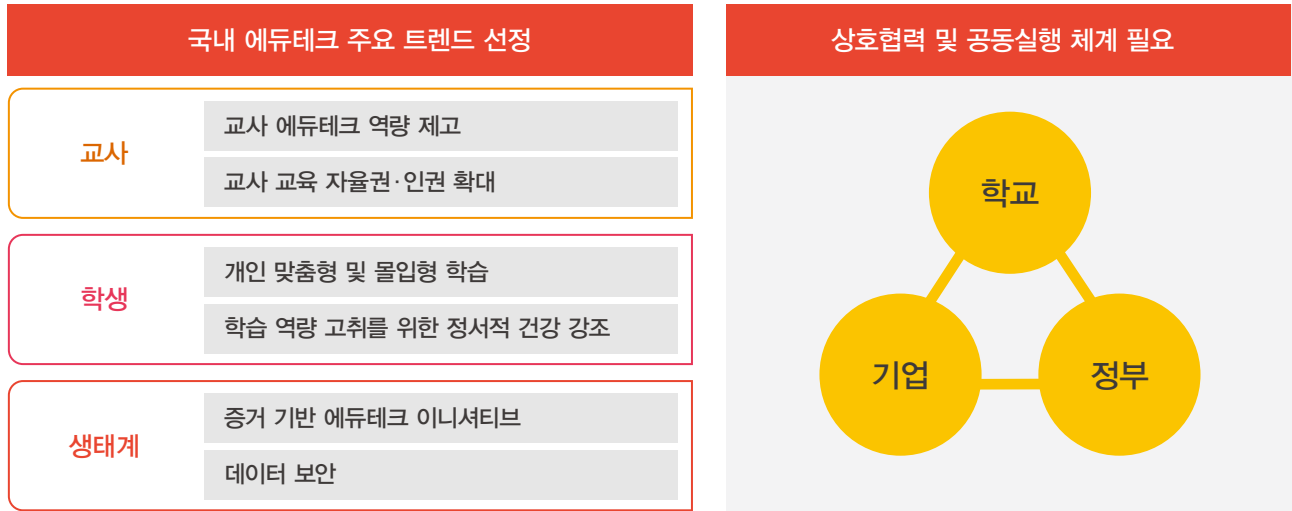 국내 에듀테크 주요 트렌드 선정
교사
교사 에듀테크 역량 제고
교사 교육 자율권·인권 확대
학생
개인 맞춤형 및 몰입형 학습
학습 역량 고취를 위한 정서적 건강 강조
생태계
증거 기반 에듀테크 이니셔티브
데이터 보안
상호협력 및 공동실행 체계 필요
학교
기업
정부